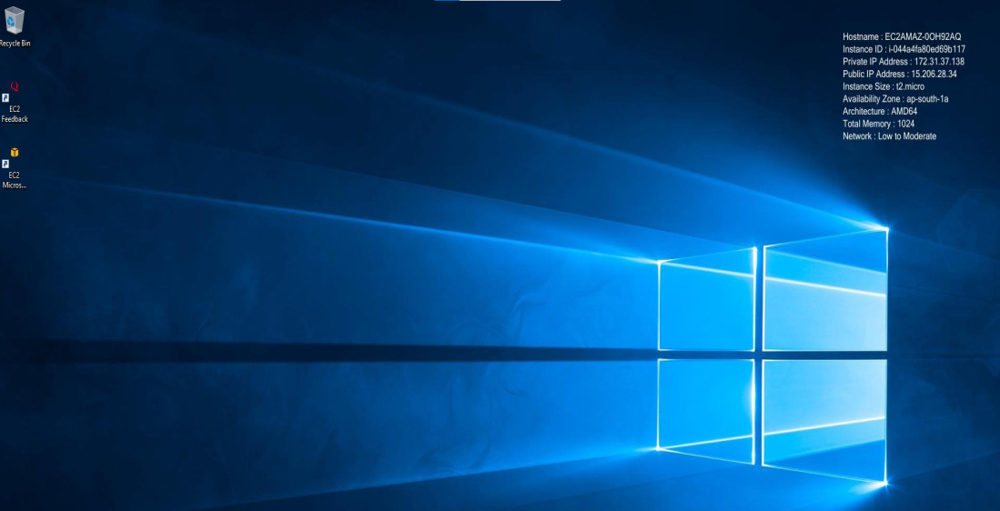 Recycle Bin
Q
EC2
Feedback
EC2
Micros...
Hostname : EC2AMAZ-0OH92AQ
Instance ID : i-044a4fa80ed69b117
Private IP Address : 172.31.37.138
Public IP Address : 15.206.28.34
Instance Size : t2.micro
Availability Zone : ap-south-1a
Architecture : AMD64
Total Memory : 1024
Network : Low to Moderate